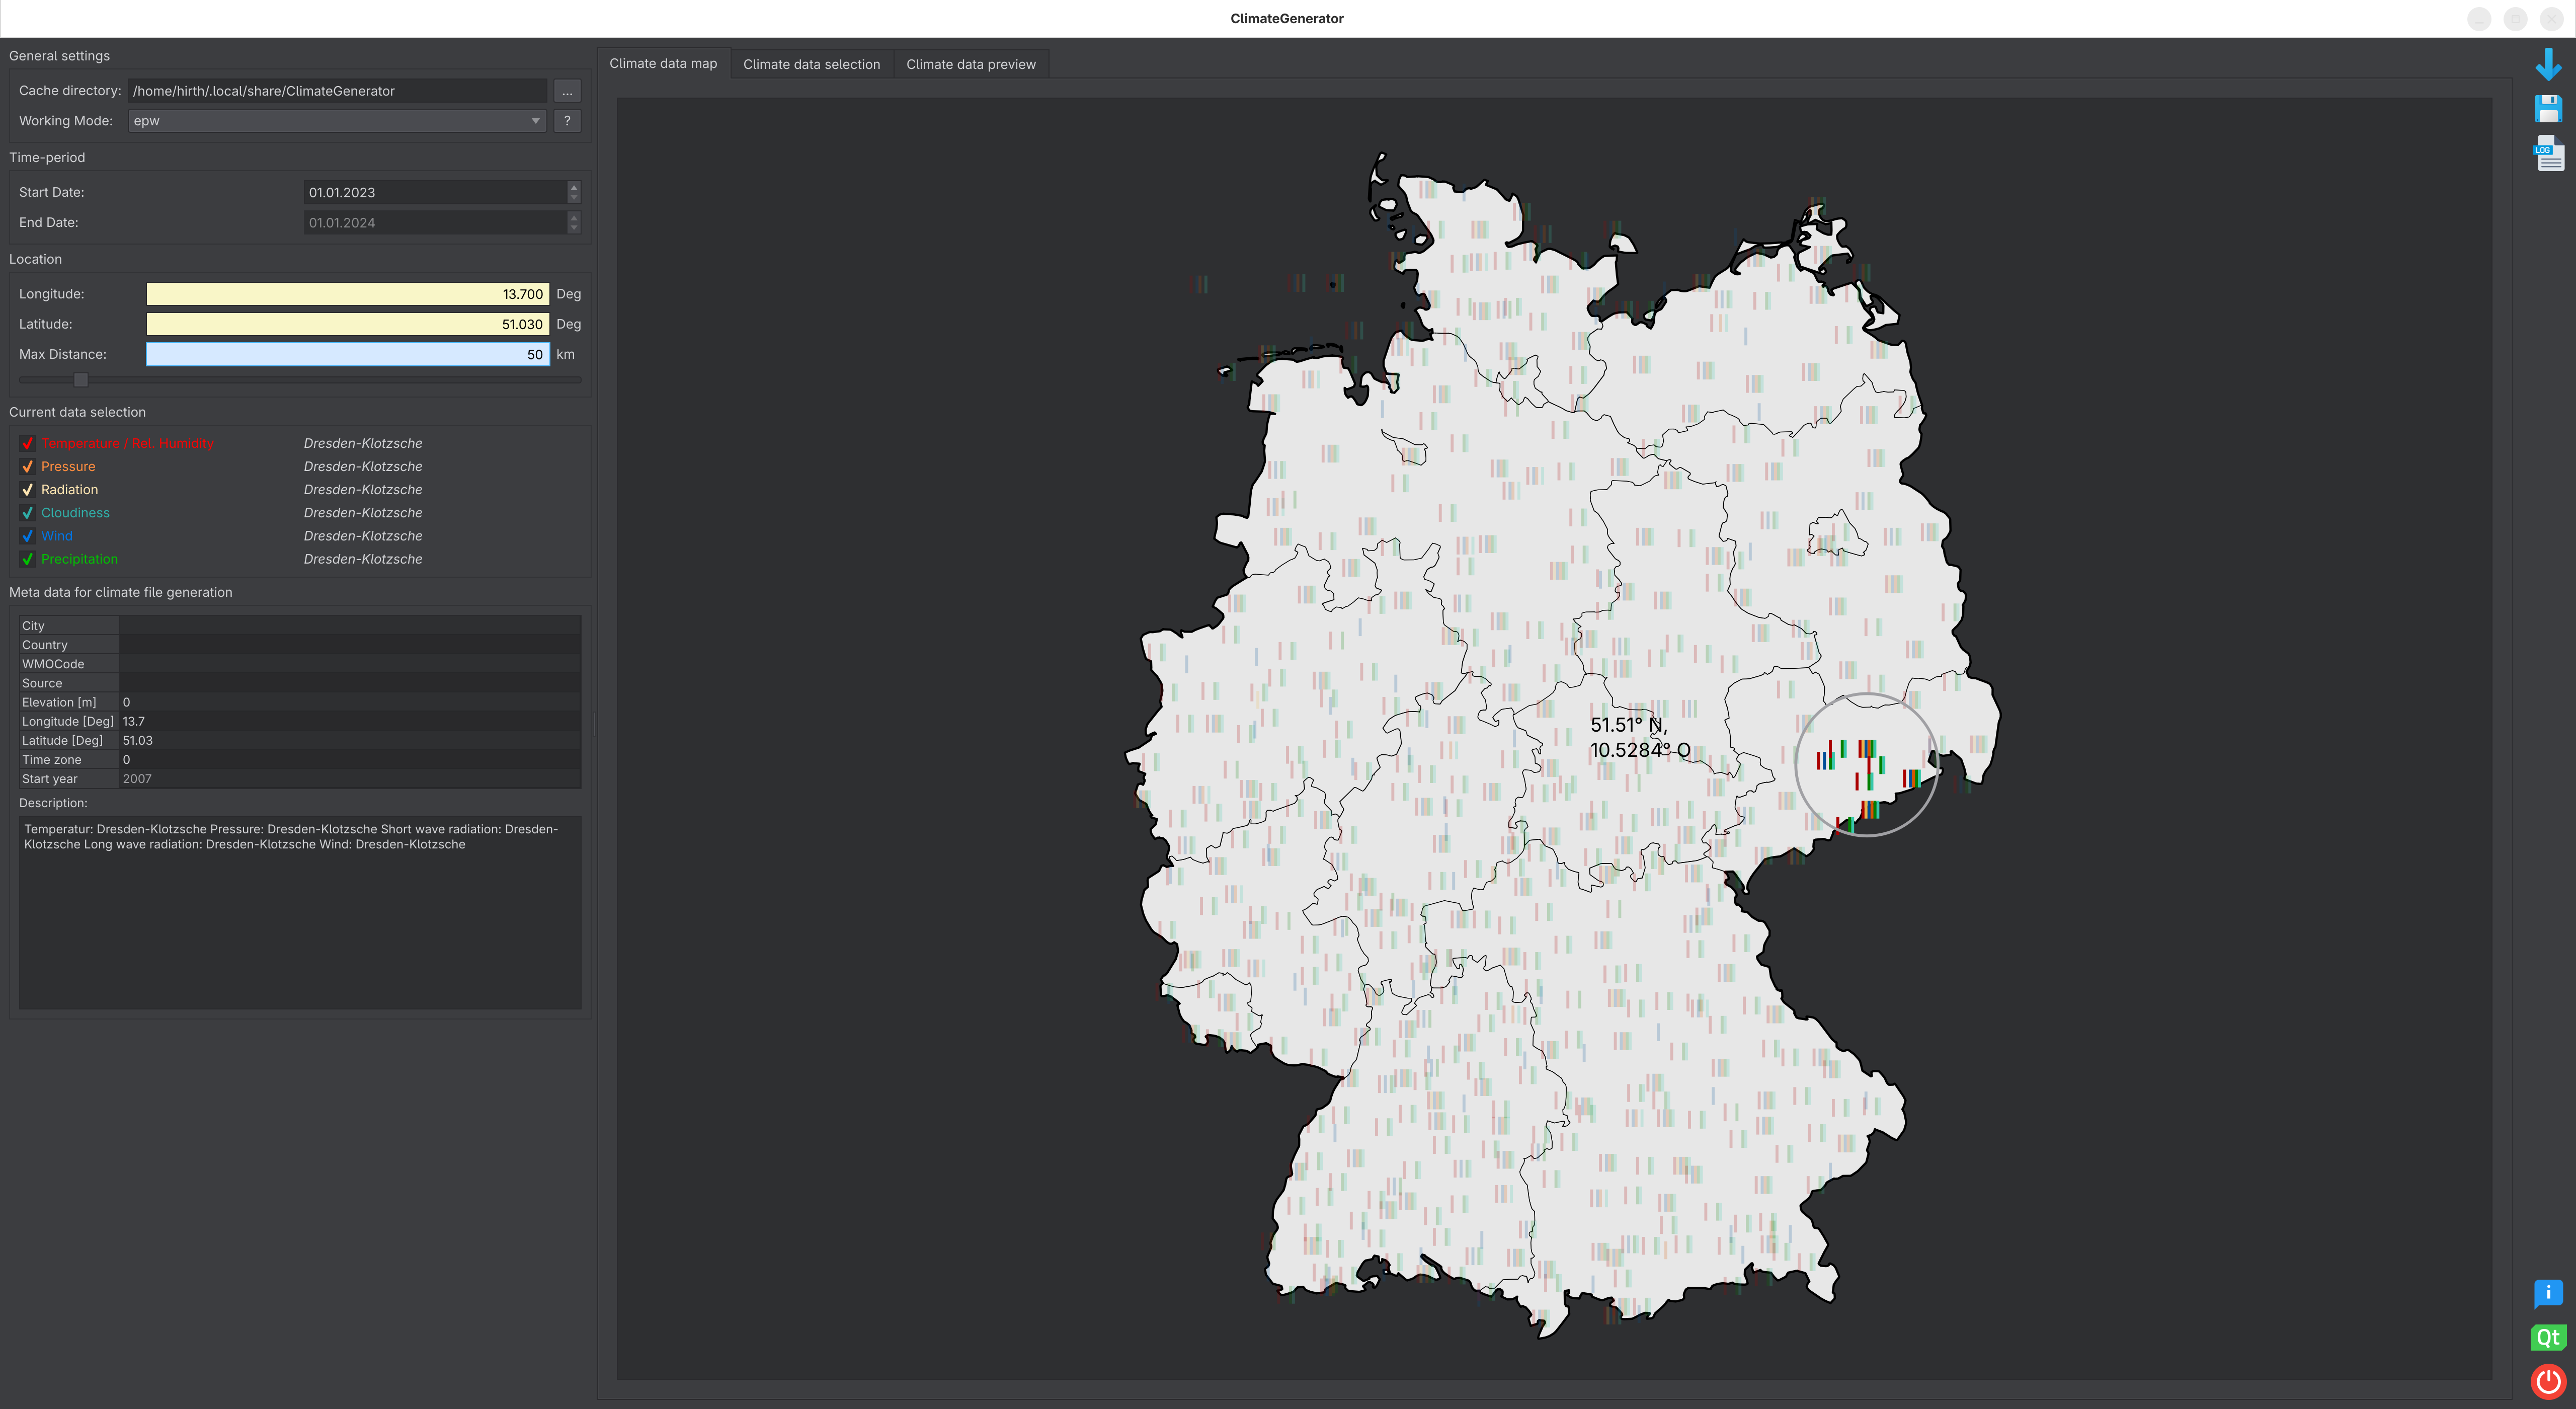 ClimateGenerator
General settings
Cache directory: /home/hirth/.local/share/ClimateGenerator ...
Working Mode: epw ?
Time-period
Start Date: 01.01.2023
End Date: 01.01.2024
Location
Longitude: 13.700 Deg
Latitude: 51.030 Deg
Max Distance: 50 km
Current data selection
Temperature / Rel. Humidity Dresden-Klotzsche
Pressure Dresden-Klotzsche
Radiation Dresden-Klotzsche
Cloudiness Dresden-Klotzsche
Wind Dresden-Klotzsche
Precipitation Dresden-Klotzsche
Meta data for climate file generation
City
Country
WMOCode
Source
Elevation [m] 0
Longitude [Deg] 13.7
Latitude [Deg] 51.03
Time zone 0
Start year 2007
Description:
Temperatur: Dresden-Klotzsche Pressure: Dresden-Klotzsche Short wave radiation: Dresden-
Klotzsche Long wave radiation: Dresden-Klotzsche Wind: Dresden-Klotzsche
Climate data map Climate data selection Climate data preview
51.51° N,
10.5284° O
LOG
i
Qt